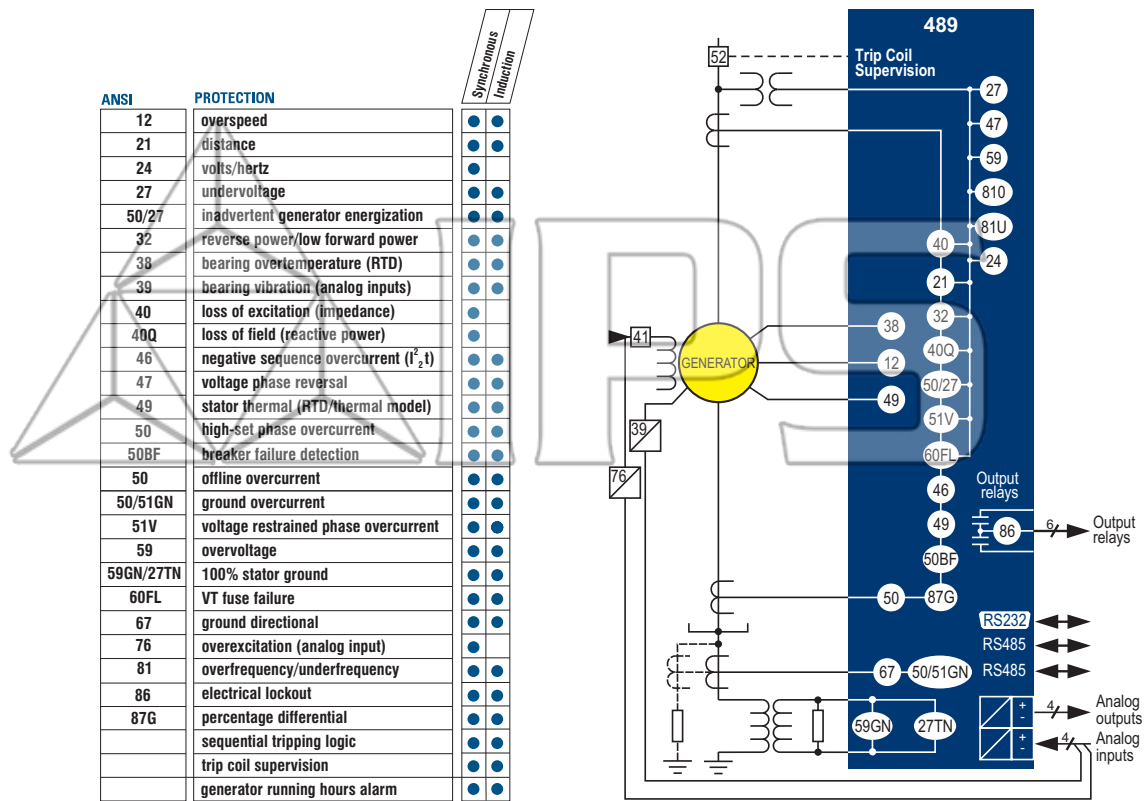 Synchronous
Induction
ANSI PROTECTION
12 overspeed
21 distance
24 volts/hertz
27 undervoltage
50/27 inadvertent generator energization
32 reverse power/low forward power
38 bearing overtemperature (RTD)
39 bearing vibration (analog inputs)
40 loss of excitation (impedance)
40Q loss of field (reactive power)
46 negative sequence overcurrent (I²₂t)
47 voltage phase reversal
49 stator thermal (RTD/thermal model)
50 high-set phase overcurrent
50BF breaker failure detection
50 offline overcurrent
50/51GN ground overcurrent
51V voltage restrained phase overcurrent
59 overvoltage
59GN/27TN 100% stator ground
60FL VT fuse failure
67 ground directional
76 overexcitation (analog input)
81 overfrequency/underfrequency
86 electrical lockout
87G percentage differential
sequential tripping logic
trip coil supervision
generator running hours alarm
489
52
Trip Coil
Supervision
27
47
59
810
81U
24
40
21
32
40Q
50/27
51V
60FL
46
49
50BF
87G
50
41
GENERATOR
38
12
49
39
76
Output
relays
86
6
Output
relays
RS232
RS485
RS485
67
50/51GN
59GN
27TN
+
-
4
Analog
outputs
+
-
4
Analog
inputs
IPS